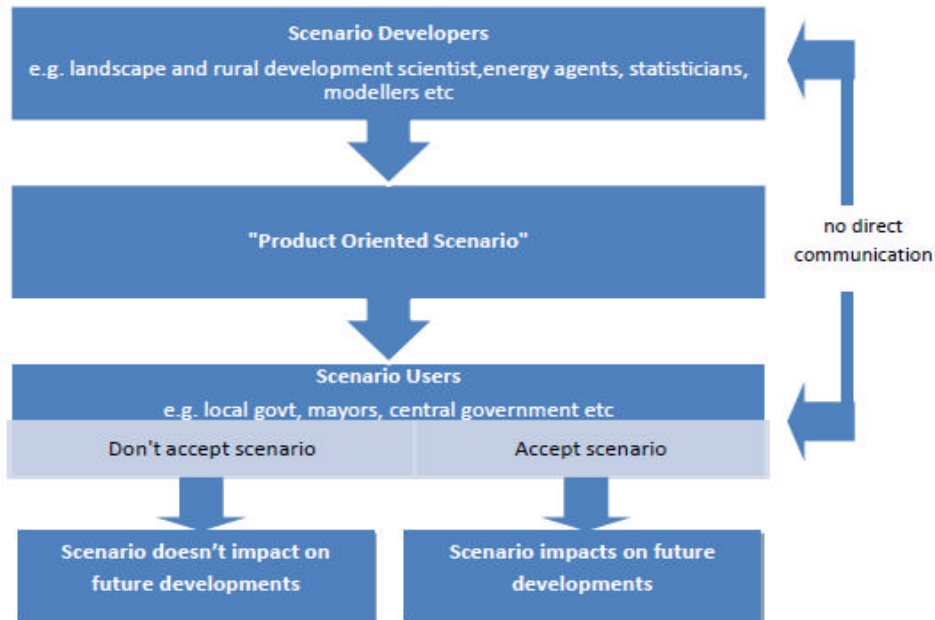 Scenario Developers
e.g. landscape and rural development scientist,energy agents, statisticians,
modellers etc
"Product Oriented Scenario"
no direct
communication
Scenario Users
e.g. local govt, mayors, central government etc
Don't accept scenario
Accept scenario
Scenario doesn’t impact on
future developments
Scenario impacts on future
developments